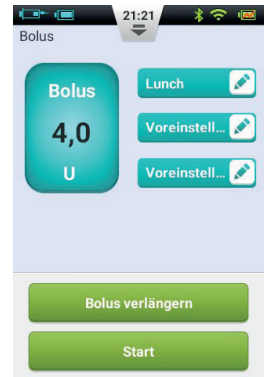 21:21
Bolus
Bolus
4,0
U
Lunch
Voreinstell...
Voreinstell...
Bolus verlängern
Start